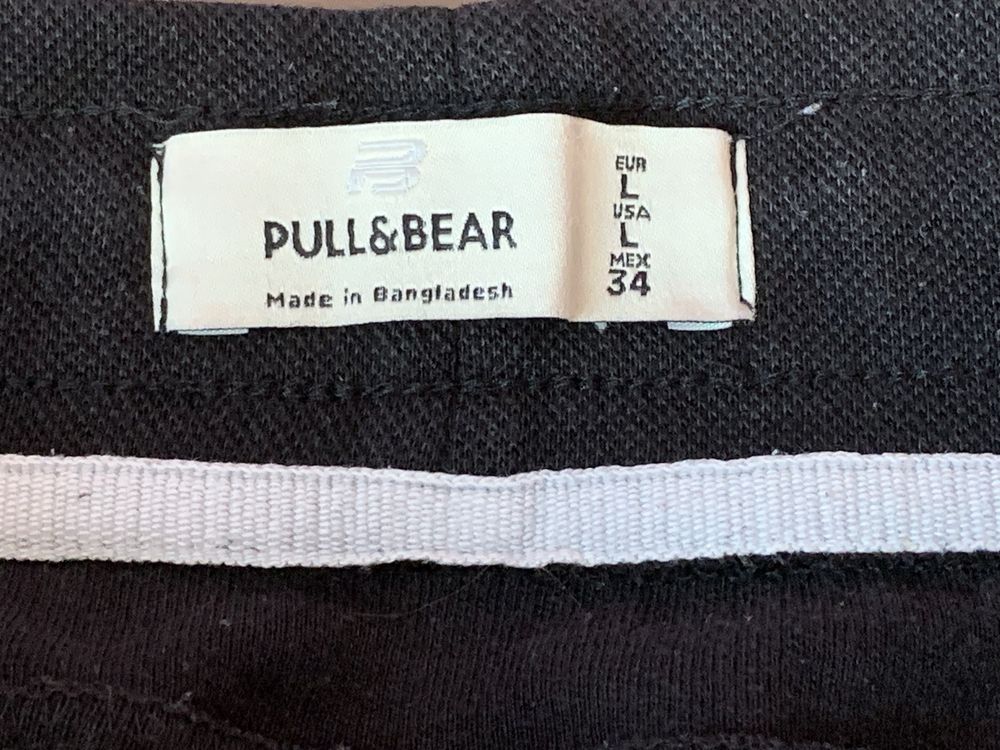 PULL&BEAR
Made in Bangladesh
EUR
L
USA
L
MEX
34